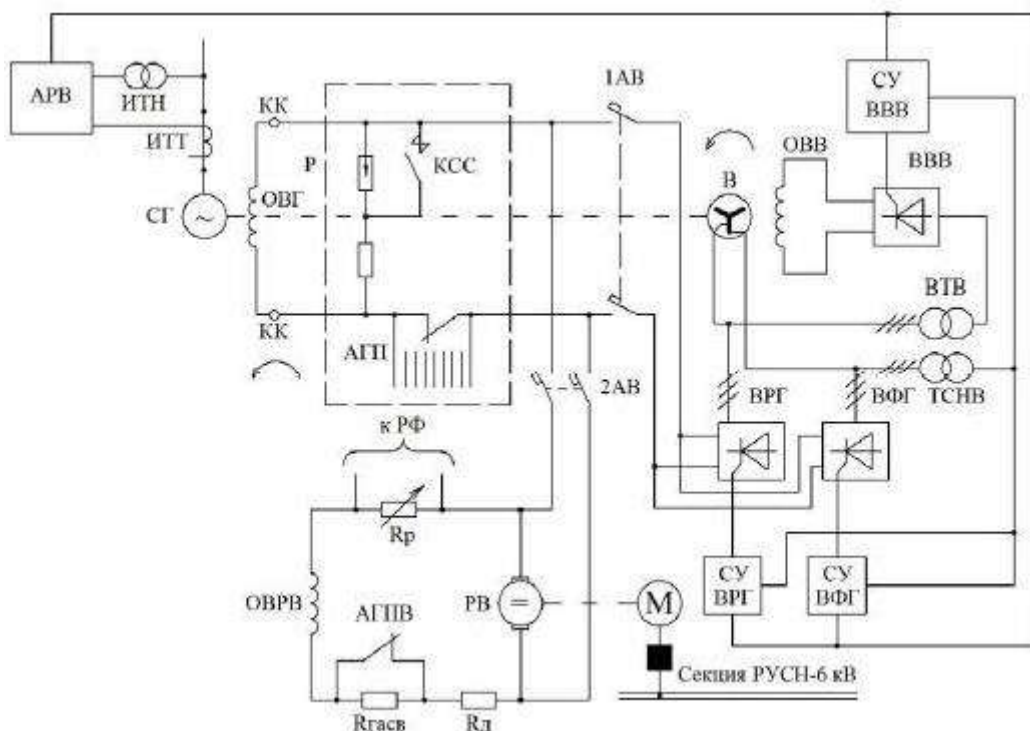 АРВ
ИТН
ИТТ
СГ
КК
ОВГ
КК
Р
КСС
АГП
1АВ
2АВ
В
ОВВ
СУ
ВВВ
ВВВ
ВТВ
ТСНВ
ВРГ
ВФГ
к РФ
Rр
ОВРВ
АГПВ
Rгасв
Rд
РВ
=
М
СУ
ВРГ
СУ
ВФГ
Секция РУСН-6 кВ